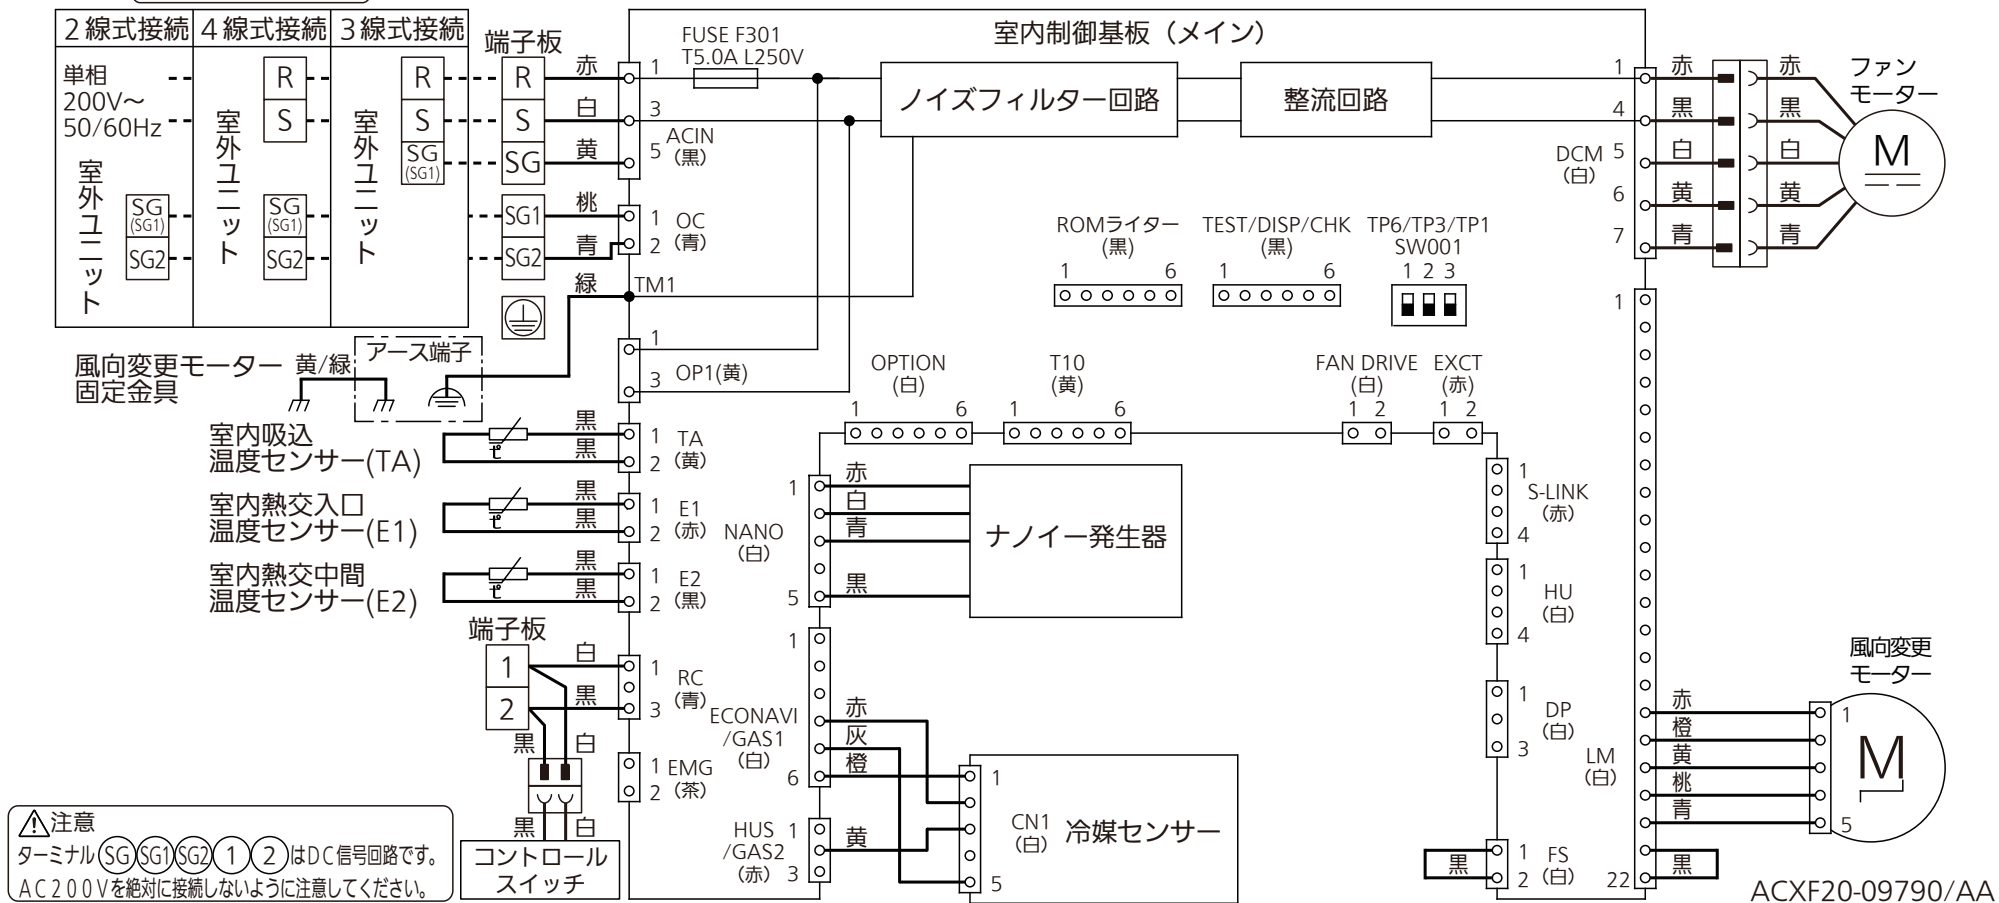 2線式接続
4線式接続
3線式接続
単相
200V～
50/60Hz
室外ユニット
SG
(SG1)
SG2
R
S
室外ユニット
SG
(SG1)
SG2
R
S
SG
(SG1)
室外ユニット
端子板
R
S
SG
SG1
SG2
赤
白
黄
桃
青
緑
室内制御基板（メイン）
FUSE F301
T5.0A L250V
1
3
5
ACIN
(黒)
1
2
OC
(青)
TM1
1
3
OP1(黄)
ノイズフィルター回路
整流回路
1
4
5
6
7
DCM
(白)
赤
黒
白
黄
青
赤
黒
白
黄
青
ファン
モーター
M
ROMライター
(黒)
1 6
TEST/DISP/CHK
(黒)
1 6
TP6/TP3/TP1
SW001
1 2 3
風向変更モーター
固定金具
黄/緑
アース端子
室内吸込
温度センサー(TA)
t°
黒
黒
1
2
TA
(黄)
室内熱交入口
温度センサー(E1)
t°
黒
黒
1
2
E1
(赤)
室内熱交中間
温度センサー(E2)
t°
黒
黒
1
2
E2
(黒)
端子板
1
2
白
黒
1
3
RC
(青)
黒
白
黒
白
コントロール
スイッチ
1
2
EMG
(茶)
OPTION
(白)
1 6
T10
(黄)
1 6
FAN DRIVE
(白)
1 2
EXCT
(赤)
1 2
NANO
(白)
1
5
赤
白
青
黒
ナノイー発生器
ECONAVI
/GAS1
(白)
1
6
赤
灰
橙
HUS
/GAS2
(赤)
1
3
黄
1
5
CN1
(白)
冷媒センサー
1
S-LINK
(赤)
4
1
HU
(白)
4
1
DP
(白)
3
黒
1
2
FS
(白)
1
LM
(白)
22
赤
橙
黄
桃
青
黒
風向変更
モーター
1
5
M
注意
ターミナル SG SG1 SG2 1 2 はDC信号回路です。
AC200Vを絶対に接続しないように注意してください。
ACXF20-09790/AA